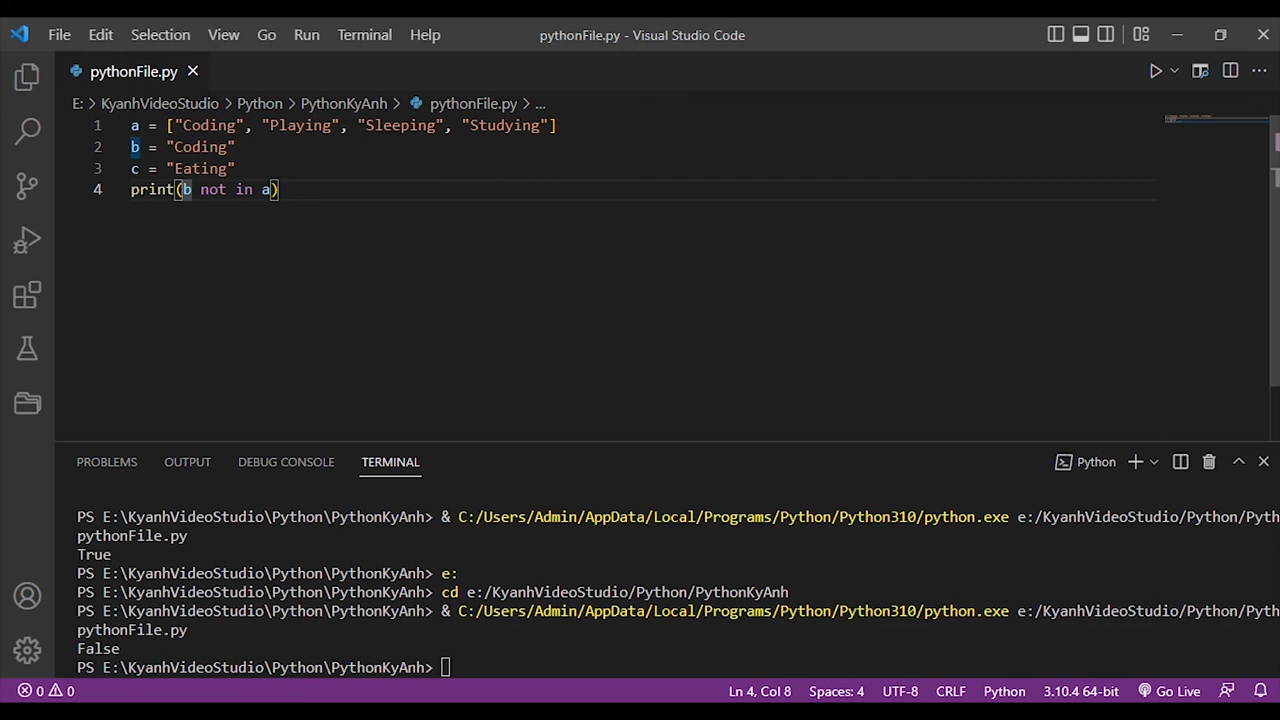 File Edit Selection View Go Run Terminal Help pythonFile.py - Visual Studio Code
pythonFile.py
E: > KyanhVideoStudio > Python > PythonKyAnh > pythonFile.py > ...
1 a = ["Coding", "Playing", "Sleeping", "Studying"]
2 b = "Coding"
3 c = "Eating"
4 print(b not in a)
PROBLEMS OUTPUT DEBUG CONSOLE TERMINAL Python
PS E:\KyanhVideoStudio\Python\PythonKyAnh> & C:/Users/Admin/AppData/Local/Programs/Python/Python310/python.exe e:/KyanhVideoStudio/Python/Pyth
pythonFile.py
True
PS E:\KyanhVideoStudio\Python\PythonKyAnh> e:
PS E:\KyanhVideoStudio\Python\PythonKyAnh> cd e:/KyanhVideoStudio/Python/PythonKyAnh
PS E:\KyanhVideoStudio\Python\PythonKyAnh> & C:/Users/Admin/AppData/Local/Programs/Python/Python310/python.exe e:/KyanhVideoStudio/Python/Pyth
pythonFile.py
False
PS E:\KyanhVideoStudio\Python\PythonKyAnh>
0 0 Ln 4, Col 8 Spaces: 4 UTF-8 CRLF Python 3.10.4 64-bit Go Live